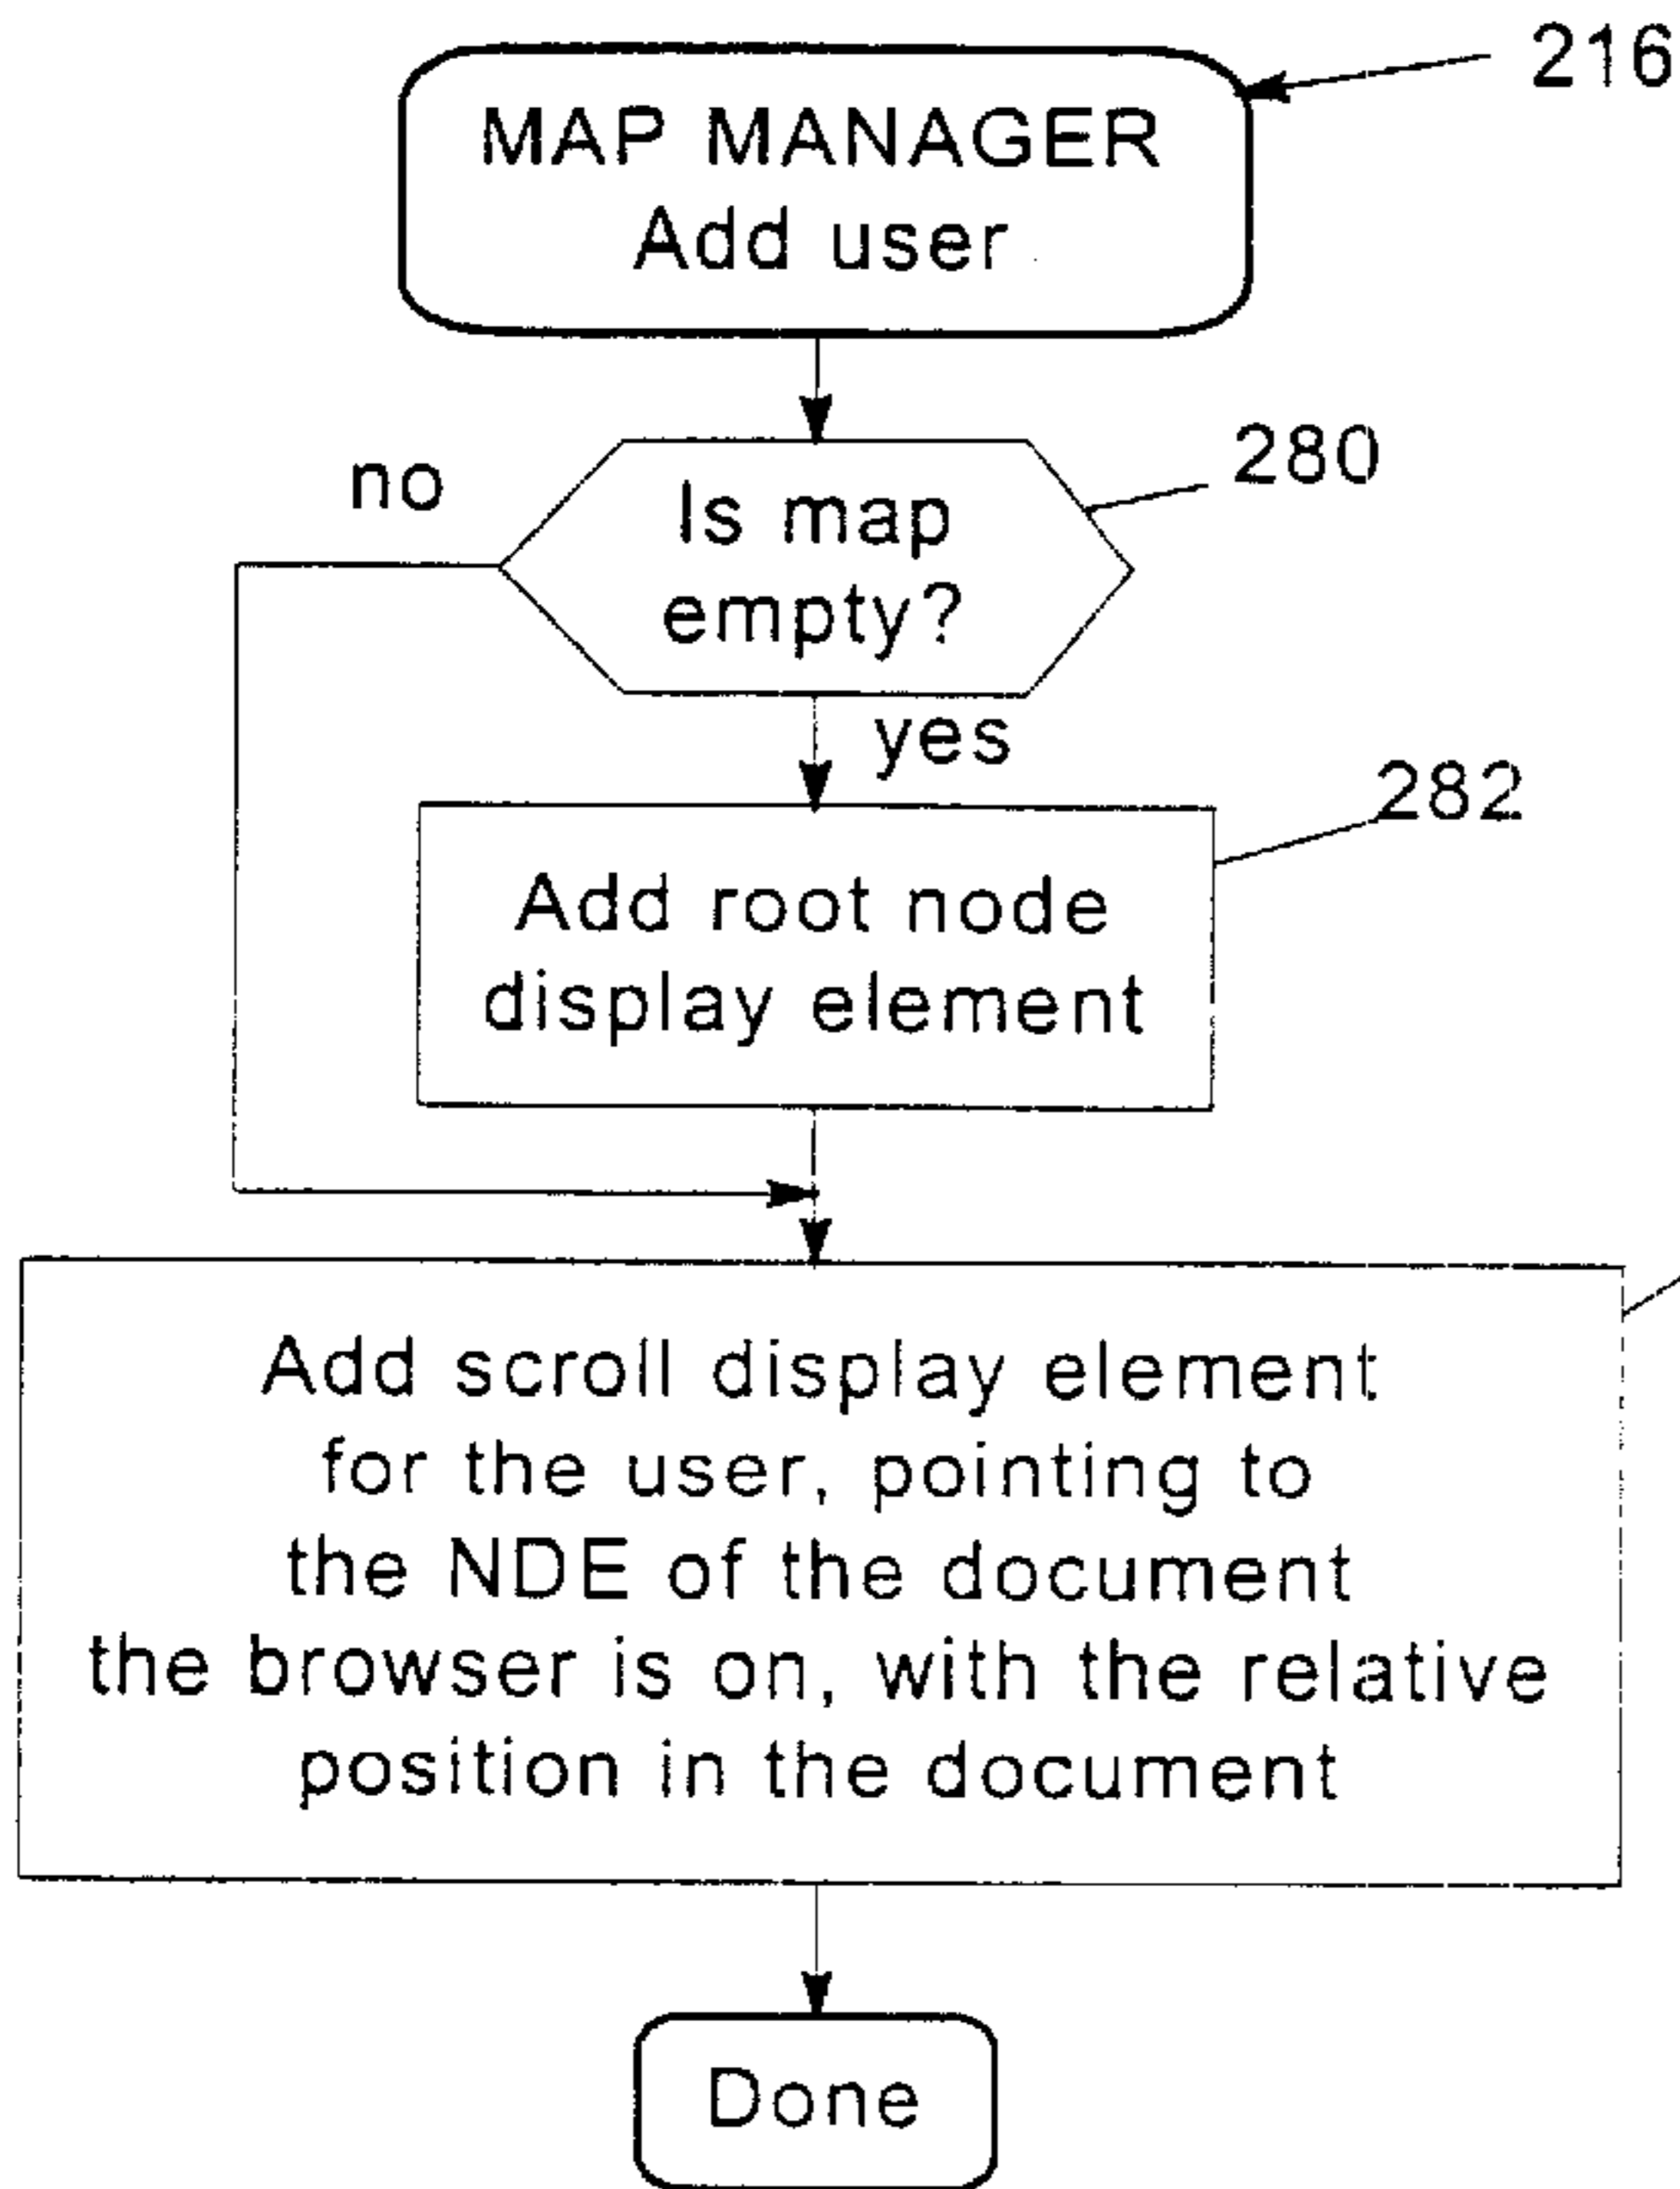 216
MAP MANAGER
Add user
280
no
Is map
empty?
yes
282
Add root node
display element
Add scroll display element
for the user, pointing to
the NDE of the document
the browser is on, with the relative
position in the document
Done